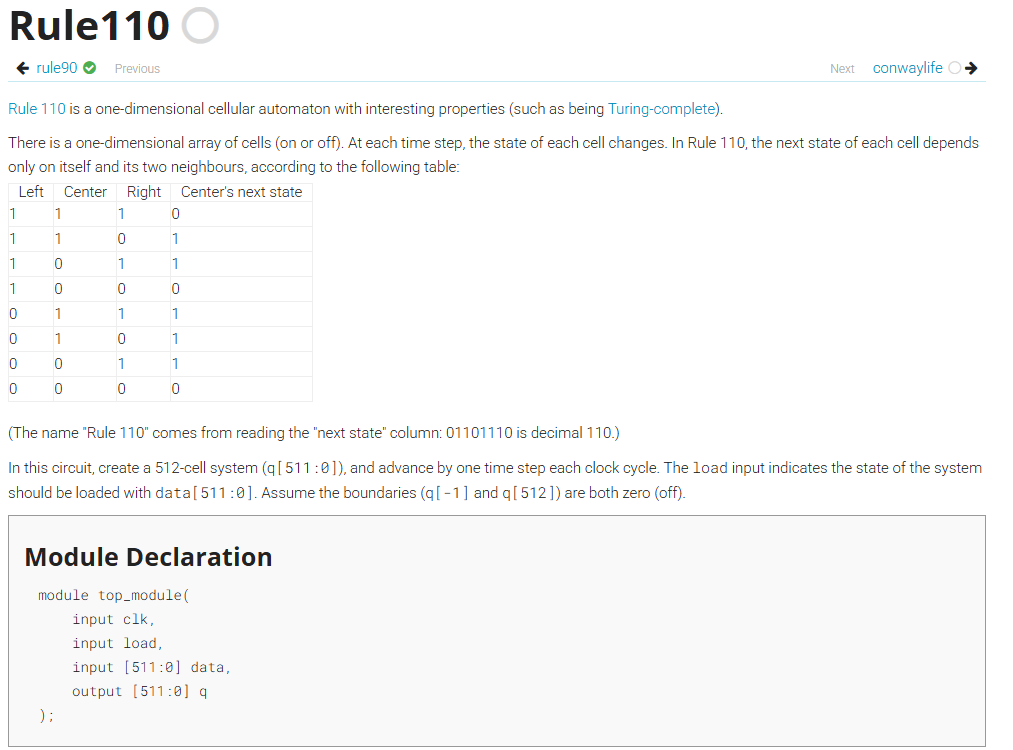 Rule110
rule90 Previous Next conwaylife
Rule 110 is a one-dimensional cellular automaton with interesting properties (such as being Turing-complete).
There is a one-dimensional array of cells (on or off). At each time step, the state of each cell changes. In Rule 110, the next state of each cell depends
only on itself and its two neighbours, according to the following table:
Left Center Right Center's next state
1 1 1 0
1 1 0 1
1 0 1 1
1 0 0 0
0 1 1 1
0 1 0 1
0 0 1 1
0 0 0 0
(The name "Rule 110" comes from reading the "next state" column: 01101110 is decimal 110.)
In this circuit, create a 512-cell system (q[511:0]), and advance by one time step each clock cycle. The load input indicates the state of the system
should be loaded with data[511:0]. Assume the boundaries (q[-1] and q[512]) are both zero (off).
Module Declaration
module top_module(
input clk,
input load,
input [511:0] data,
output [511:0] q
);